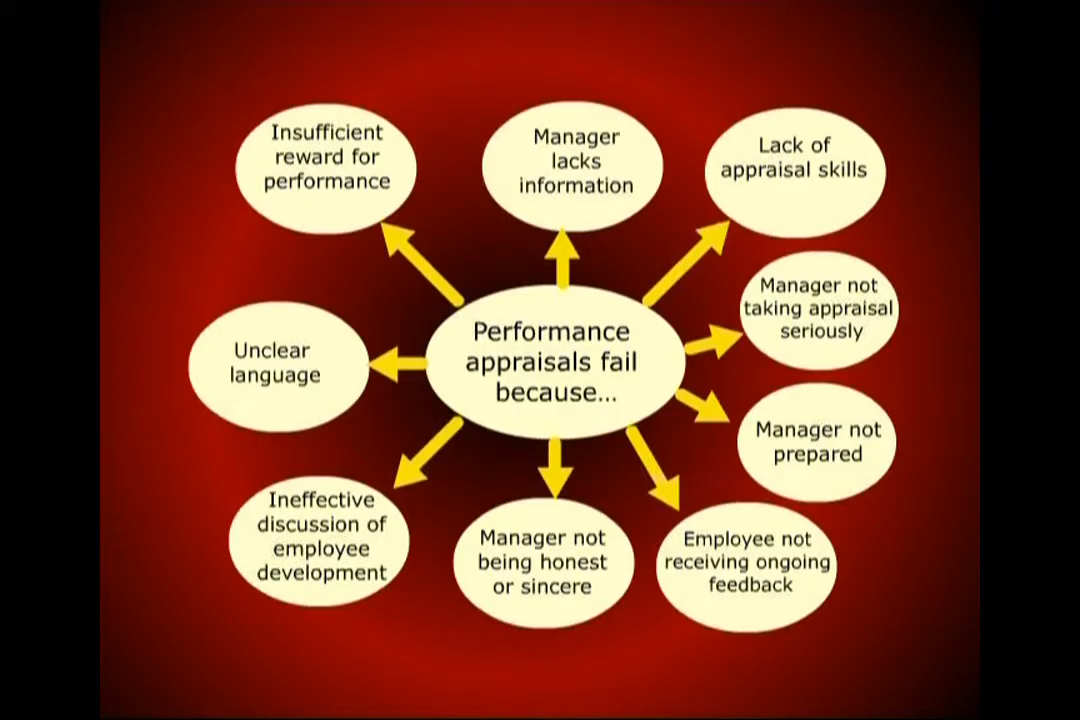 Insufficient
reward for
performance
Manager
lacks
information
Lack of
appraisal skills
Manager not
taking appraisal
seriously
Performance
appraisals fail
because...
Unclear
language
Manager not
prepared
Ineffective
discussion of
employee
development
Manager not
being honest
or sincere
Employee not
receiving ongoing
feedback